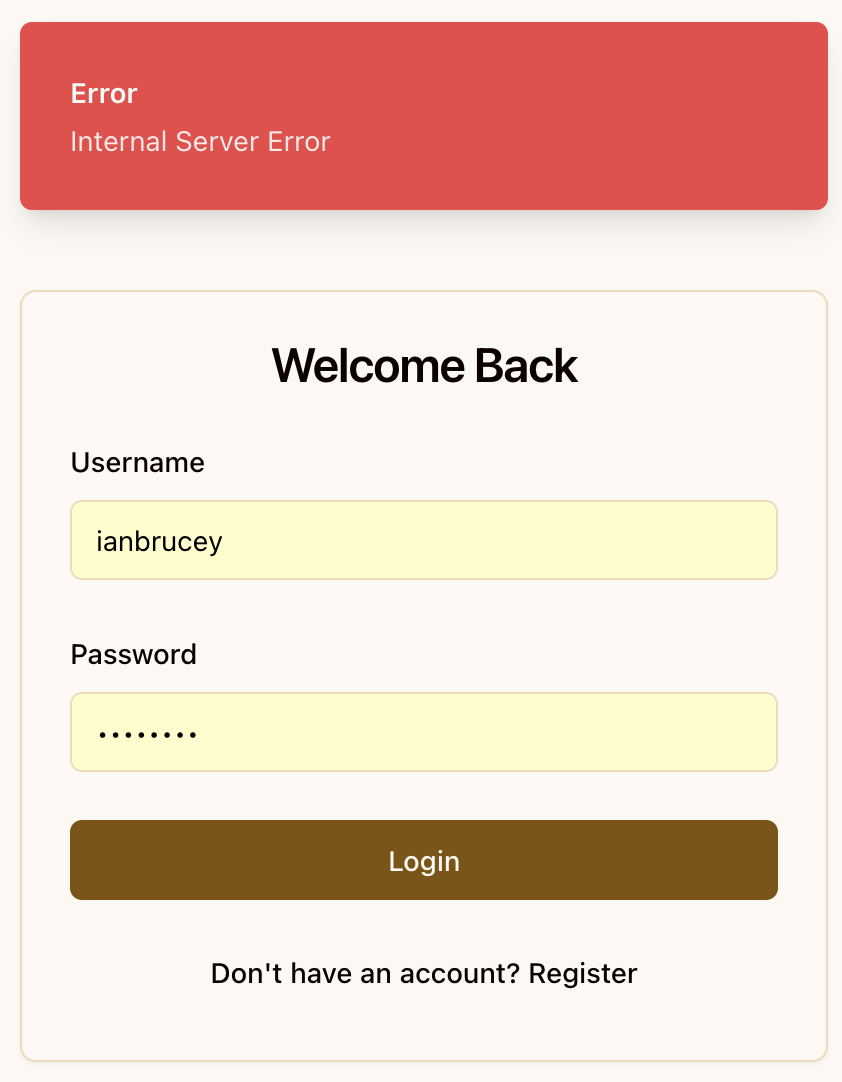 Error
Internal Server Error
Welcome Back
Username
ianbrucey
Password
••••••••
Login
Don't have an account? Register